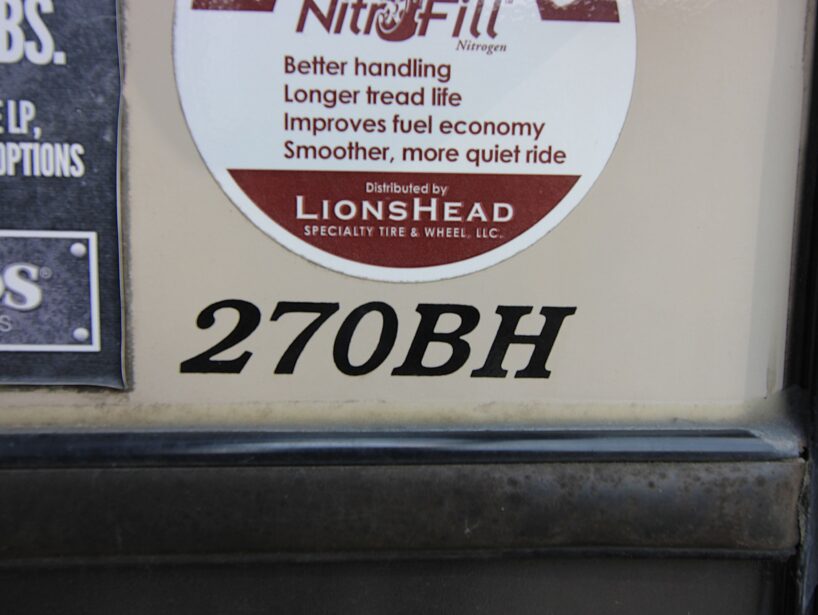 BS.
E LP,
OPTIONS
S®
S
NitroFill
Nitrogen
Better handling
Longer tread life
Improves fuel economy
Smoother, more quiet ride
Distributed by
LIONSHEAD
SPECIALTY TIRE & WHEEL, LLC.
270BH